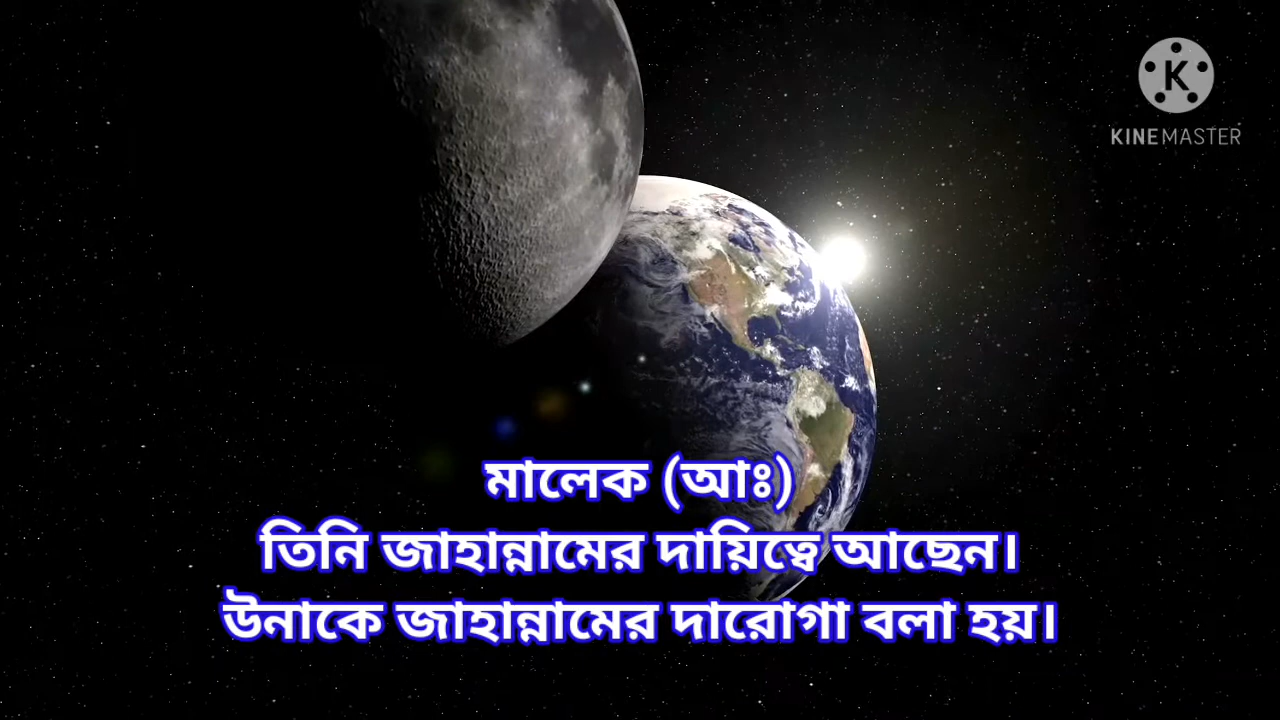 K
KINEMASTER
মালেক (আঃ)
তিনি জাহান্নামের দায়িত্বে আছেন।
উনাকে জাহান্নামের দারোগা বলা হয়।